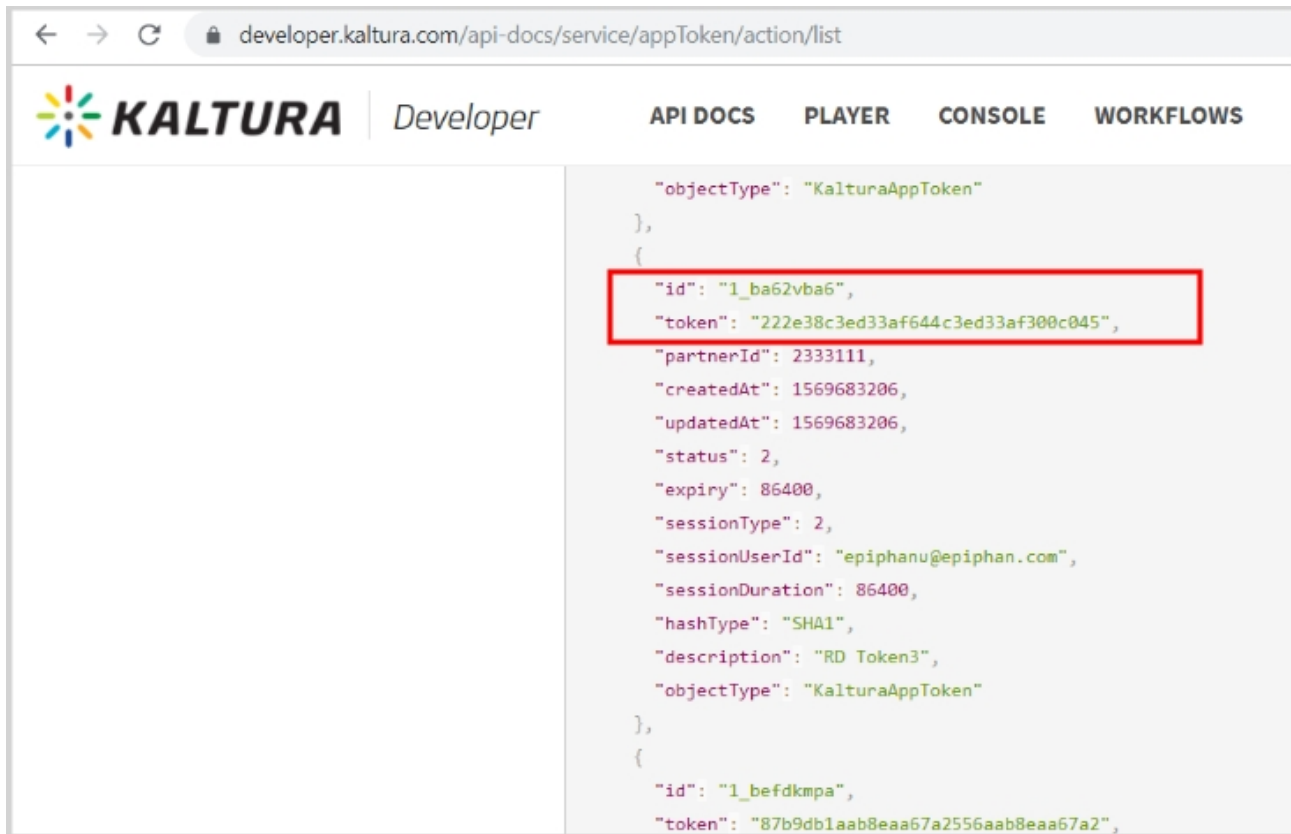 developer.kaltura.com/api-docs/service/appToken/action/list
KALTURA Developer API DOCS PLAYER CONSOLE WORKFLOWS
"objectType": "KalturaAppToken"
},
{
"id": "1_ba62vba6",
"token": "222e38c3ed33af644c3ed33af300c045",
"partnerId": 2333111,
"createdAt": 1569683206,
"updatedAt": 1569683206,
"status": 2,
"expiry": 86400,
"sessionType": 2,
"sessionUserId": "epiphanu@epiphan.com",
"sessionDuration": 86400,
"hashType": "SHA1",
"description": "RD Token3",
"objectType": "KalturaAppToken"
},
{
"id": "1_befdkmpa",
"token": "87b9db1aab8eaa67a2556aab8eaa67a2",